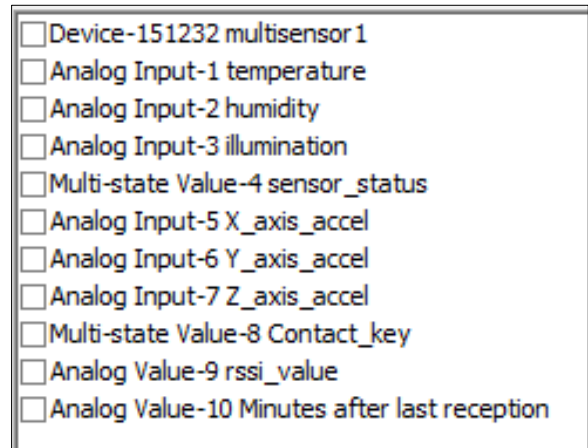 Device-151232 multisensor1
Analog Input-1 temperature
Analog Input-2 humidity
Analog Input-3 illumination
Multi-state Value-4 sensor_status
Analog Input-5 X_axis_accel
Analog Input-6 Y_axis_accel
Analog Input-7 Z_axis_accel
Multi-state Value-8 Contact_key
Analog Value-9 rssi_value
Analog Value-10 Minutes after last reception